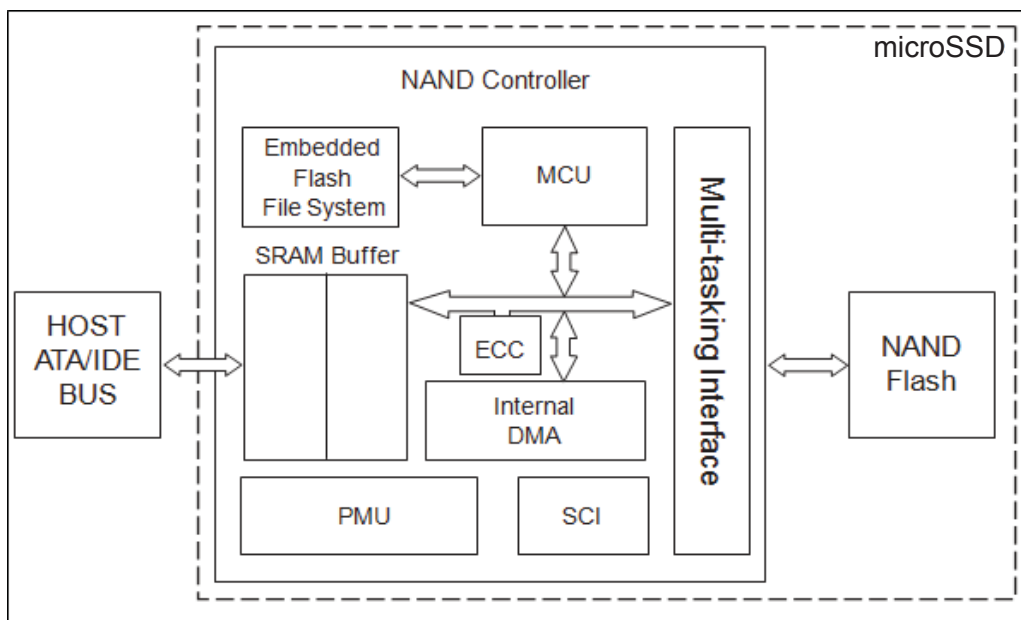 microSSD
NAND Controller
Embedded
Flash
File System
MCU
SRAM Buffer
Multi-tasking Interface
HOST
ATA/IDE
BUS
ECC
NAND
Flash
Internal
DMA
PMU
SCI